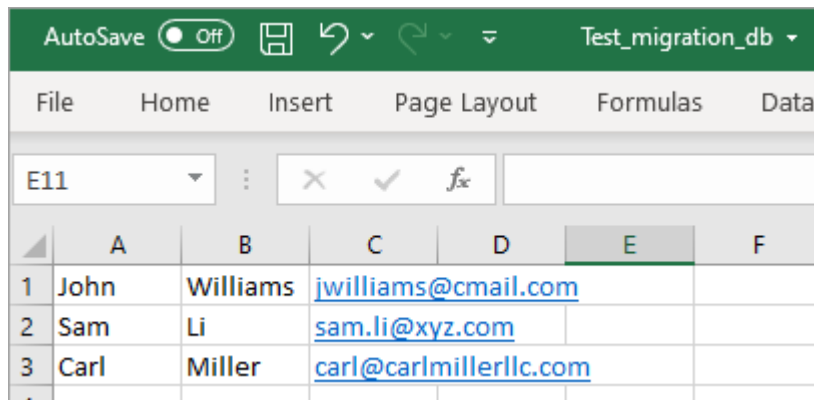 AutoSave Off Test_migration_db
File Home Insert Page Layout Formulas Data
E11 fx
A B C D E F
1 John Williams jwilliams@cmail.com
2 Sam Li sam.li@xyz.com
3 Carl Miller carl@carlmillerllc.com